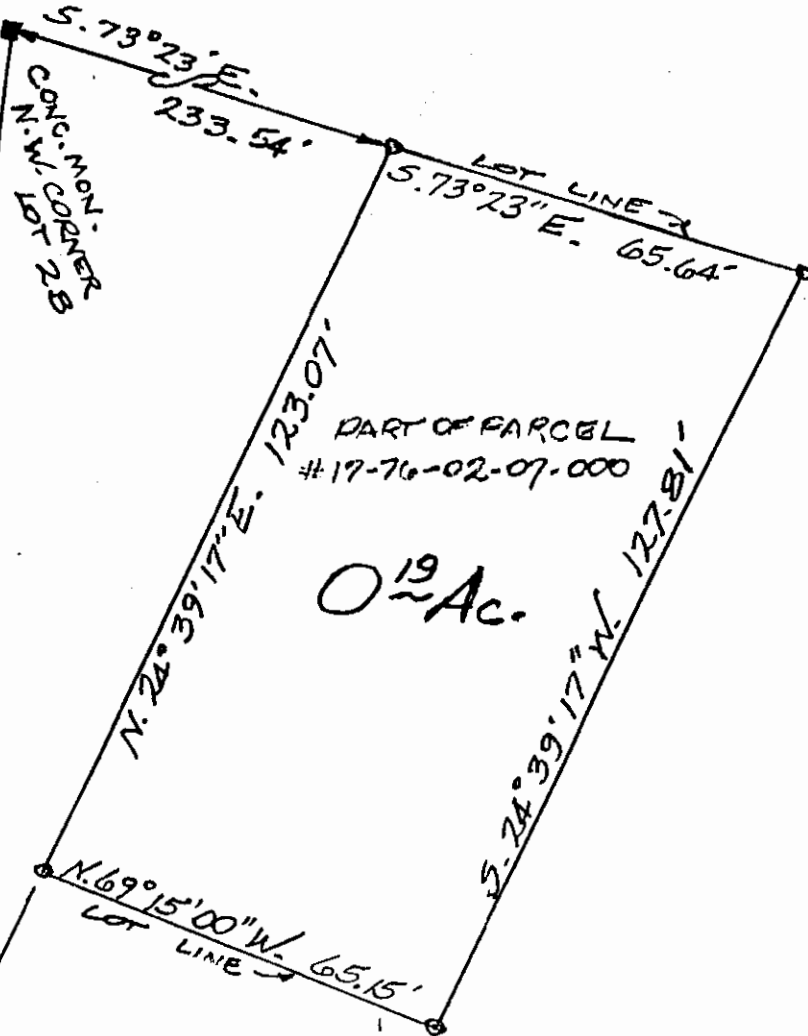 S. 73°23' E.
233.54'
CONC. MON.
N.W. CORNER
LOT 28
LOT LINE
S. 73°23" E. 65.64'
N. 24°39'17" E. 123.07'
PART OF PARCEL
#17-76-02-07-000
0 19 Ac.
S. 24°39'17" W. 127.81'
N. 69°15'00" W. 65.15'
LOT LINE